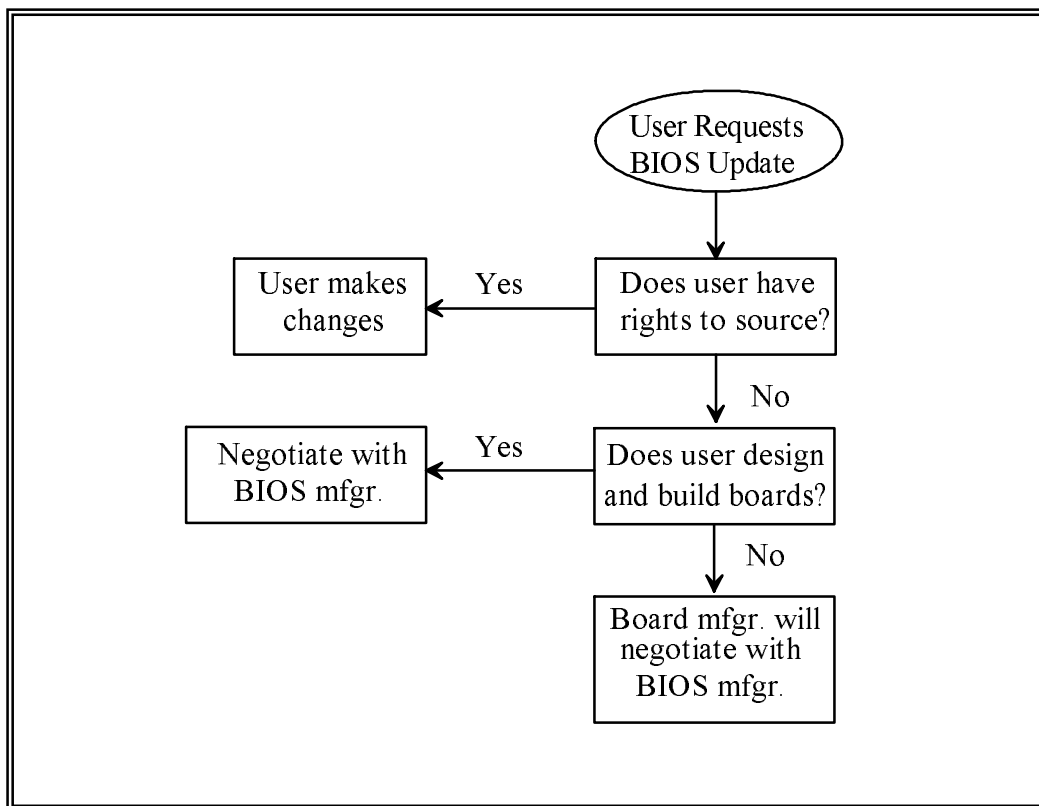 User Requests
BIOS Update
User makes
changes
Yes
Does user have
rights to source?
No
Negotiate with
BIOS mfgr.
Yes
Does user design
and build boards?
No
Board mfgr. will
negotiate with
BIOS mfgr.